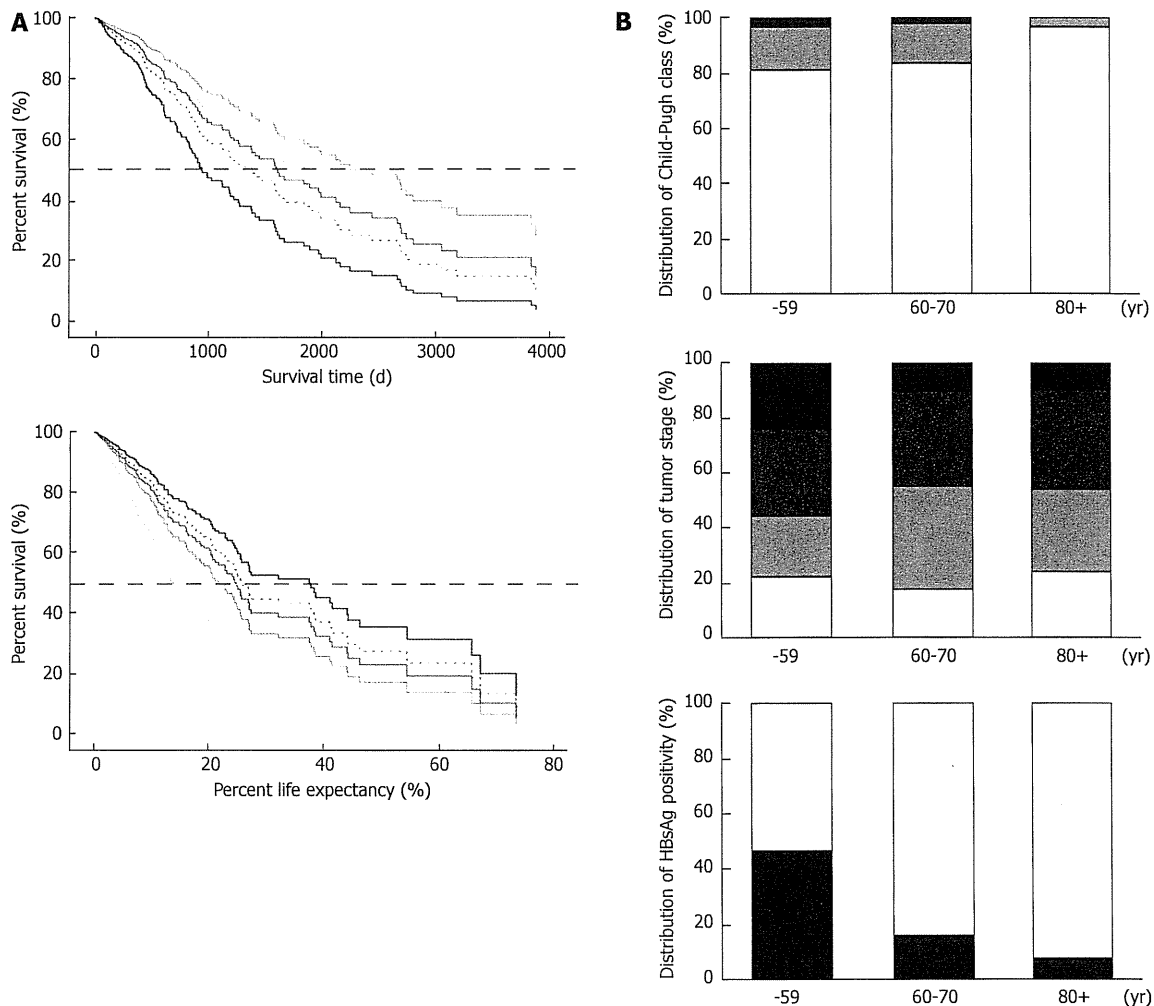 A
Percent survival (%)
100
80
60
40
20
0
0 1000 2000 3000 4000
Survival time (d)
Percent survival (%)
100
80
60
40
20
0
0 20 40 60 80
Percent life expectancy (%)
B
Distribution of Child-Pugh class (%)
100
80
60
40
20
0
-59 60-70 80+ (yr)
Distribution of tumor stage (%)
100
80
60
40
20
0
-59 60-70 80+ (yr)
Distribution of HBsAg positivity (%)
100
80
60
40
20
0
-59 60-70 80+ (yr)